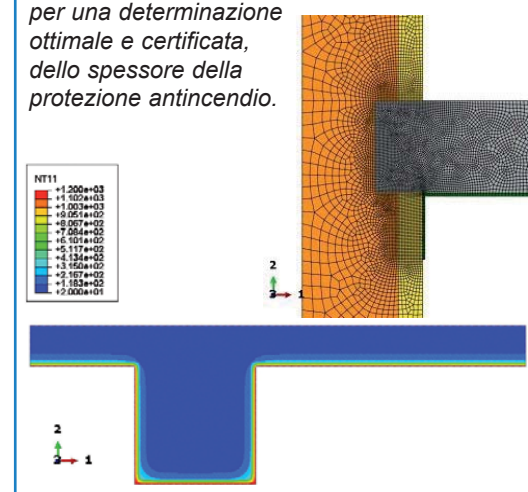 per una determinazione
ottimale e certificata,
dello spessore della
protezione antincendio.
NT11
+1.200e+03
+1.102e+03
+1.003e+03
+9.051e+02
+8.067e+02
+7.084e+02
+6.101e+02
+5.117e+02
+4.134e+02
+3.150e+02
+2.167e+02
+1.183e+02
+2.000e+01
2
3 1
2
3 1